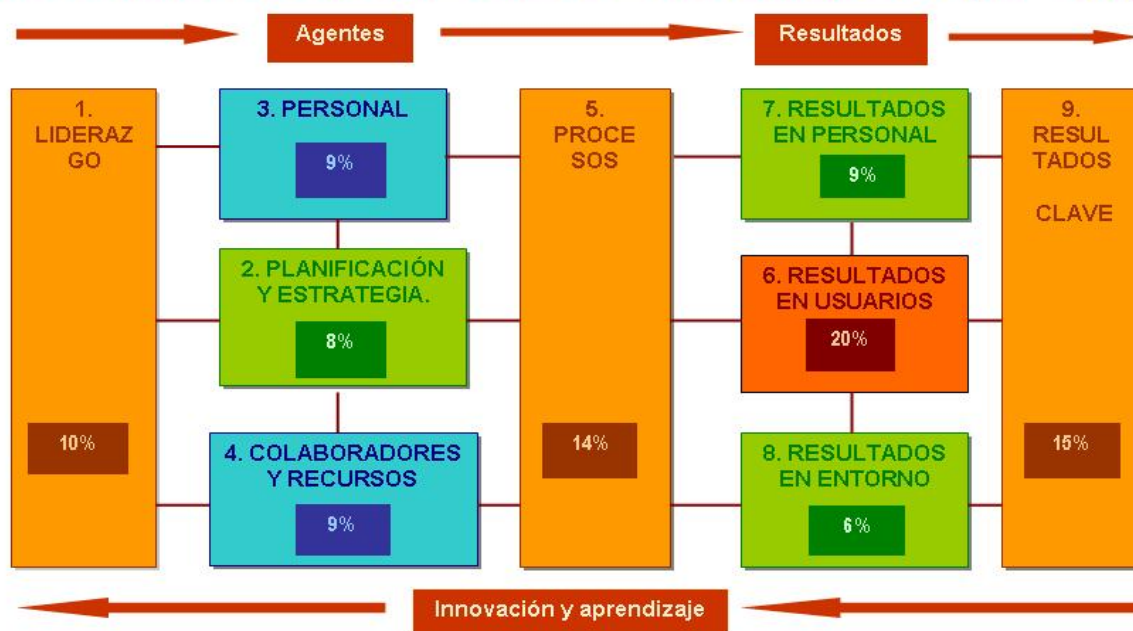 Agentes
Resultados
1.
LIDERAZ
GO
10%
3. PERSONAL
9%
2. PLANIFICACIÓN
Y ESTRATEGIA.
8%
4. COLABORADORES
Y RECURSOS
9%
5.
PROCE
SOS
14%
7. RESULTADOS
EN PERSONAL
9%
6. RESULTADOS
EN USUARIOS
20%
8. RESULTADOS
EN ENTORNO
6%
9.
RESUL
TADOS
CLAVE
15%
Innovación y aprendizaje